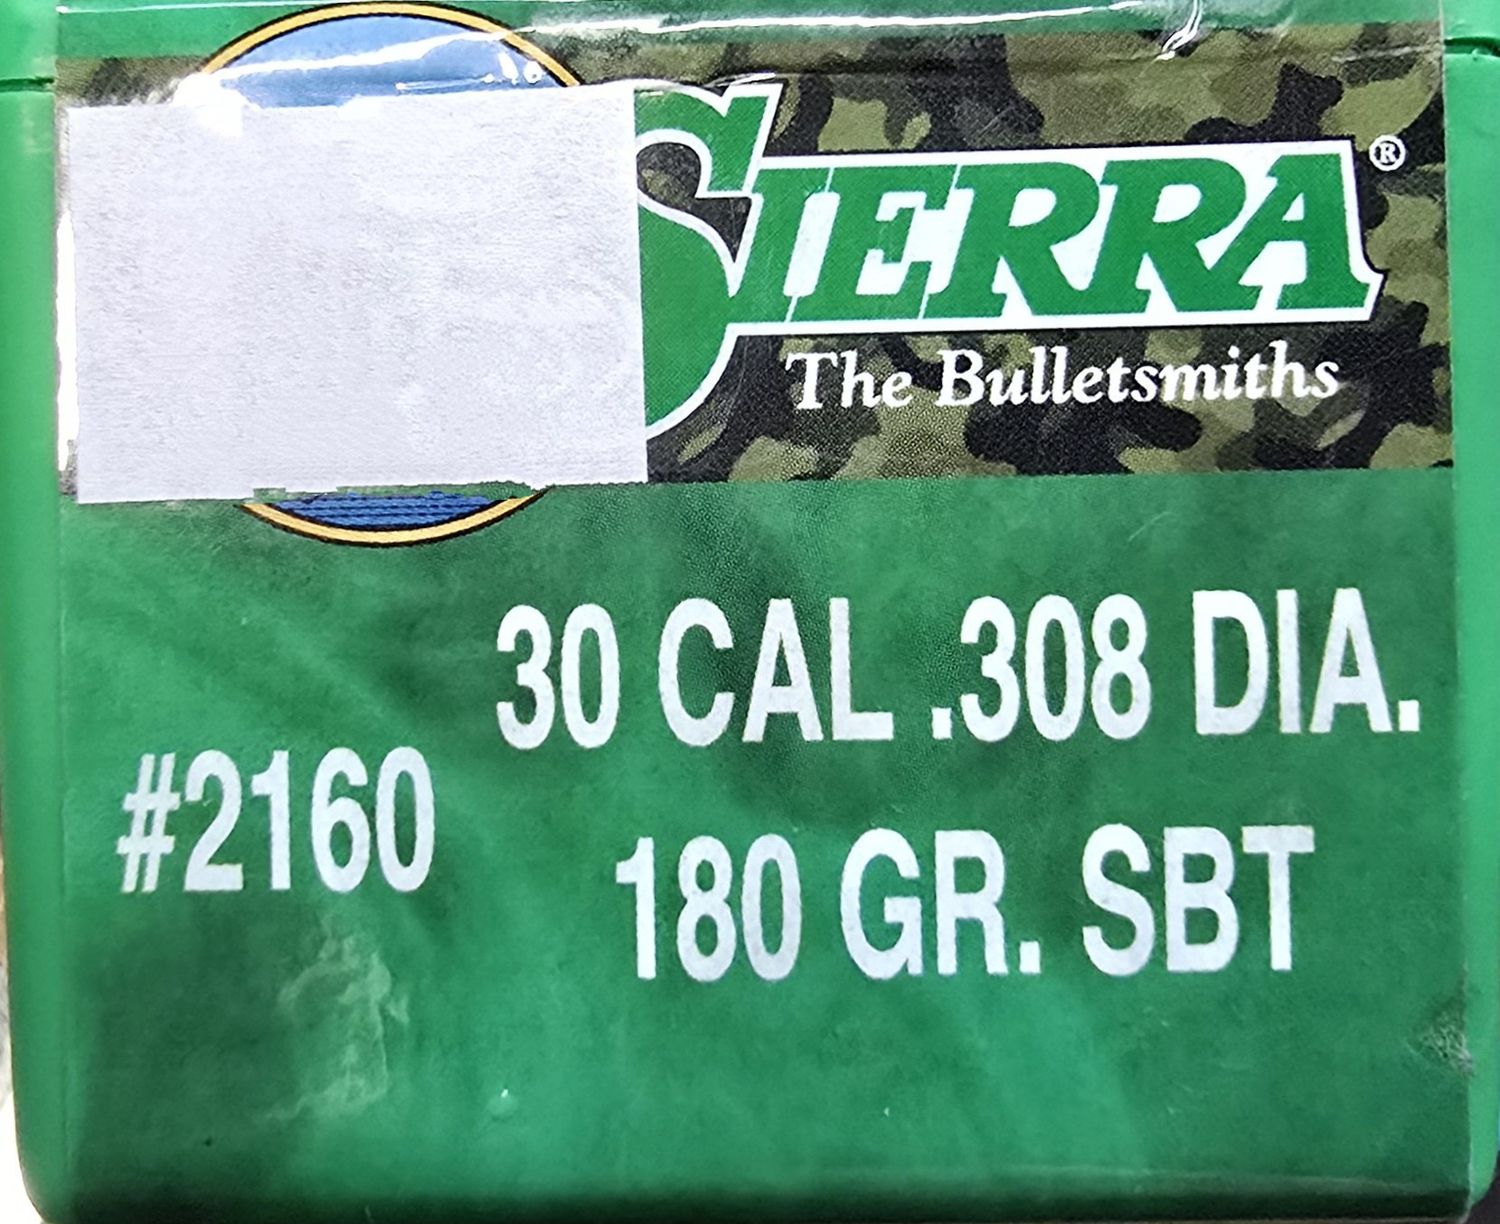 SIERRA®
The Bulletsmiths
30 CAL .308 DIA.
#2160
180 GR. SBT